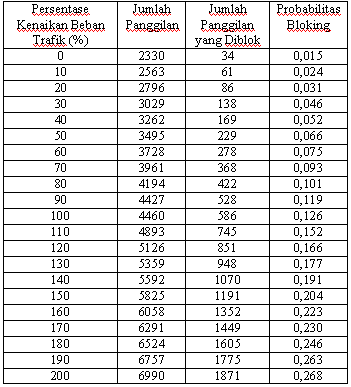 Persentase Kenaikan Beban Trafik (%) | Jumlah Panggilan | Jumlah Panggilan yang Diblok | Probabilitas Bloking
0 | 2330 | 34 | 0,015
10 | 2563 | 61 | 0,024
20 | 2796 | 86 | 0,031
30 | 3029 | 138 | 0,046
40 | 3262 | 169 | 0,052
50 | 3495 | 229 | 0,066
60 | 3728 | 278 | 0,075
70 | 3961 | 368 | 0,093
80 | 4194 | 422 | 0,101
90 | 4427 | 528 | 0,119
100 | 4460 | 586 | 0,126
110 | 4893 | 745 | 0,152
120 | 5126 | 851 | 0,166
130 | 5359 | 948 | 0,177
140 | 5592 | 1070 | 0,191
150 | 5825 | 1191 | 0,204
160 | 6058 | 1352 | 0,223
170 | 6291 | 1449 | 0,230
180 | 6524 | 1605 | 0,246
190 | 6757 | 1775 | 0,263
200 | 6990 | 1871 | 0,268